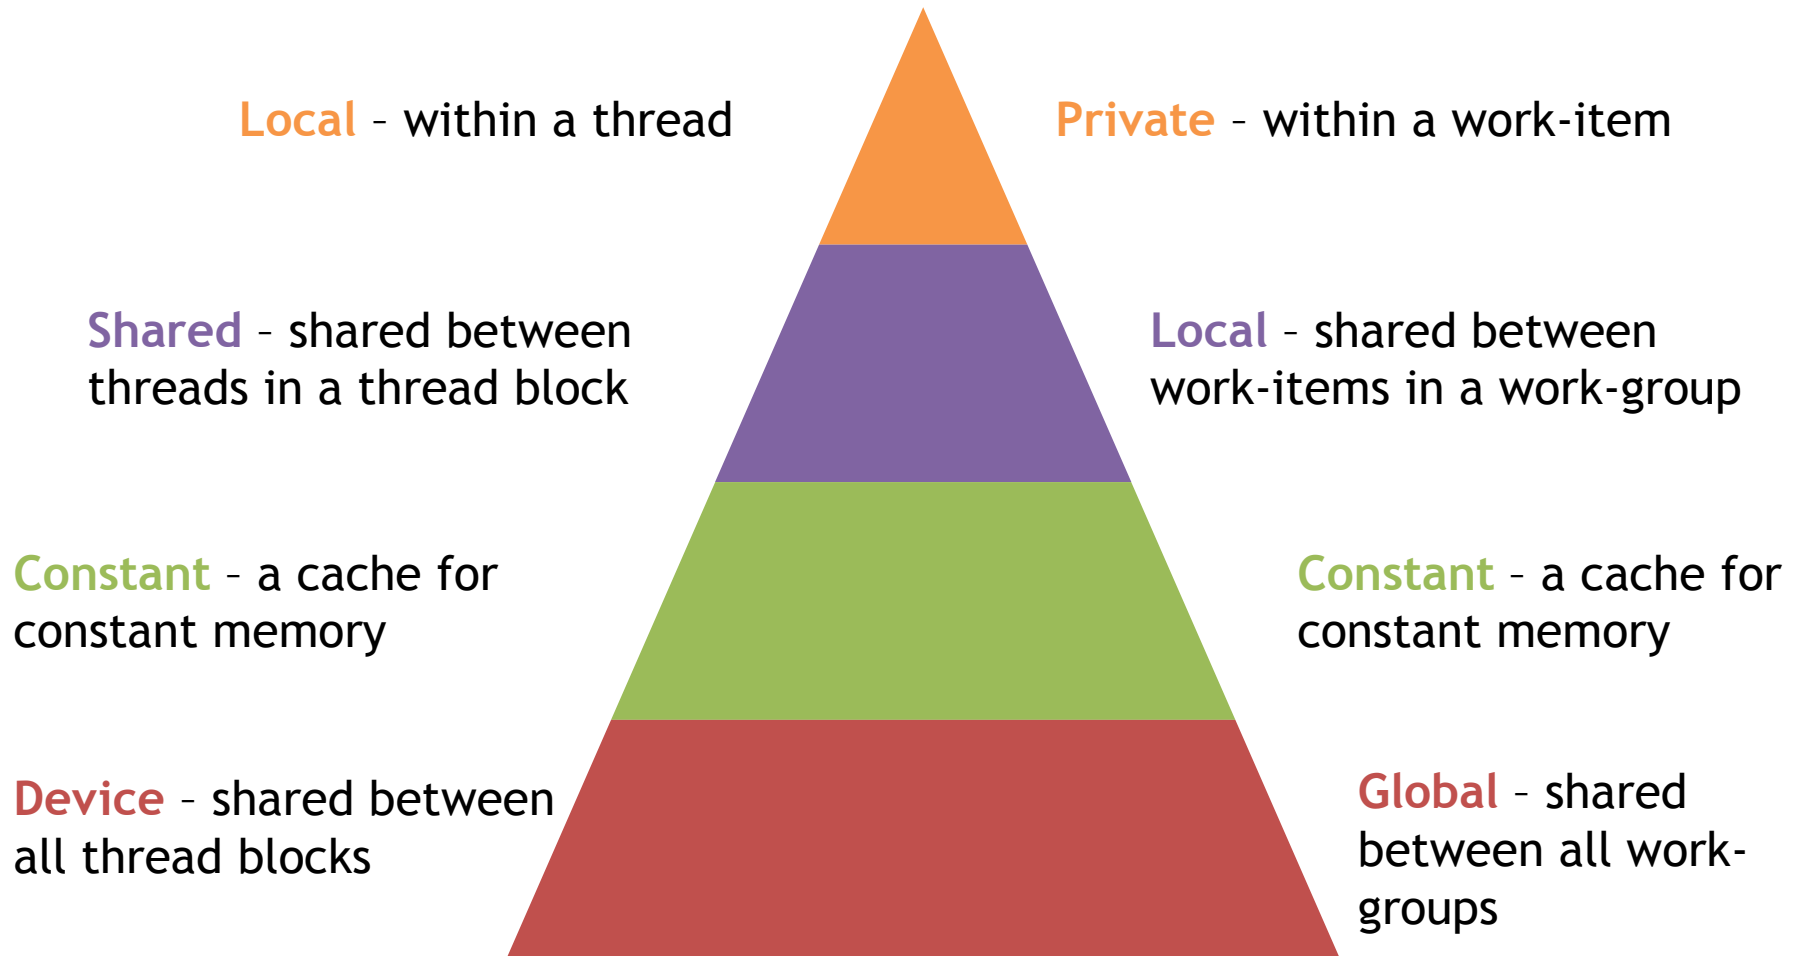 Local – within a thread
Private – within a work-item
Shared – shared between
threads in a thread block
Local – shared between
work-items in a work-group
Constant – a cache for
constant memory
Constant – a cache for
constant memory
Device – shared between
all thread blocks
Global – shared
between all work-
groups